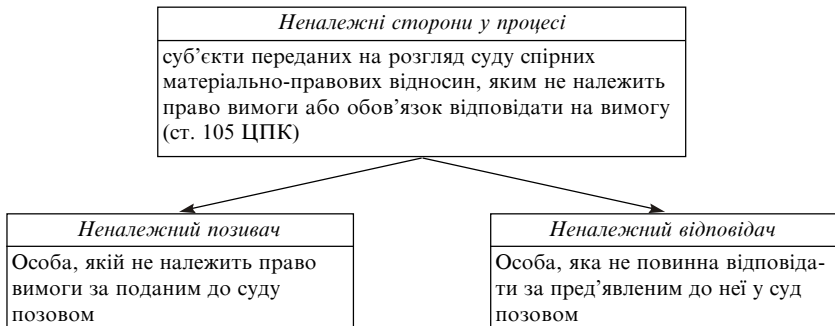 Неналежні сторони у процесі
суб’єкти переданих на розгляд суду спірних
матеріально-правових відносин, яким не належить
право вимоги або обов’язок відповідати на вимогу
(ст. 105 ЦПК)
Неналежний позивач
Особа, якій не належить право
вимоги за поданим до суду
позовом
Неналежний відповідач
Особа, яка не повинна відповіда-
ти за пред’явленим до неї у суд
позовом